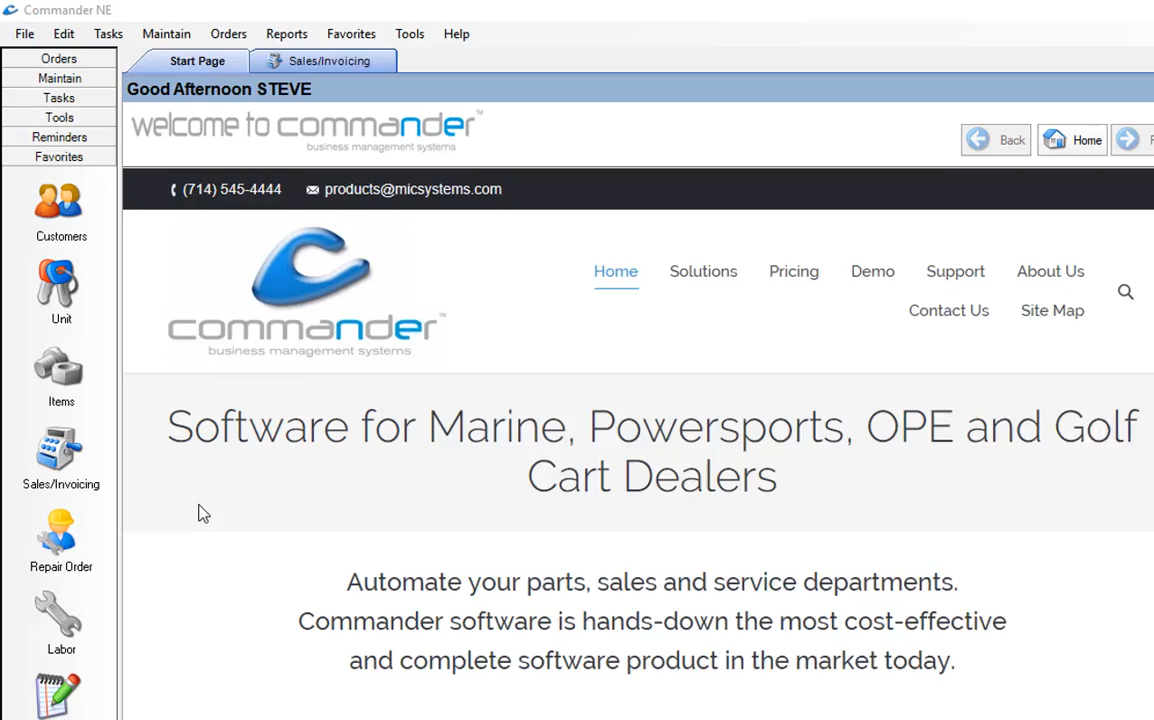 Commander NE
File Edit Tasks Maintain Orders Reports Favorites Tools Help
Orders
Maintain
Tasks
Tools
Reminders
Favorites
Customers
Unit
Items
Sales/Invoicing
Repair Order
Labor
Start Page Sales/Invoicing
Good Afternoon STEVE
welcome to commander™
business management systems
Back Home
(714) 545-4444 products@micsystems.com
commander™
business management systems
Home Solutions Pricing Demo Support About Us
Contact Us Site Map
Software for Marine, Powersports, OPE and Golf
Cart Dealers
Automate your parts, sales and service departments.
Commander software is hands-down the most cost-effective
and complete software product in the market today.